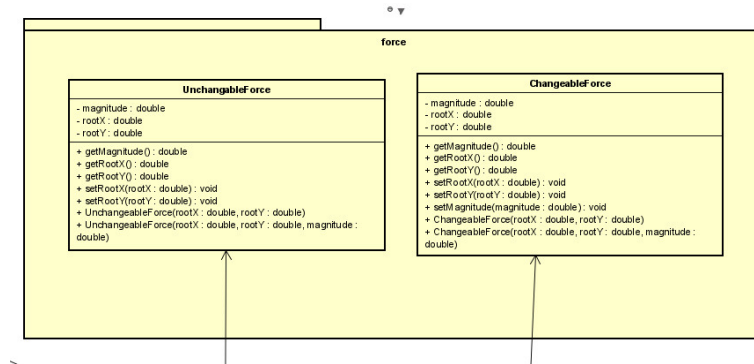 force
UnchangableForce
- magnitude : double
- rootX : double
- rootY : double
+ getMagnitude() : double
+ getRootX() : double
+ getRootY() : double
+ setRootX(rootX : double) : void
+ setRootY(rootY : double) : void
+ UnchangeableForce(rootX : double, rootY : double)
+ UnchangeableForce(rootX : double, rootY : double, magnitude :
double)
ChangeableForce
- magnitude : double
- rootX : double
- rootY : double
+ getMagnitude() : double
+ getRootX() : double
+ getRootY() : double
+ setRootX(rootX : double) : void
+ setRootY(rootY : double) : void
+ setMagnitude(magnitude : double) : void
+ ChangeableForce(rootX : double, rootY : double)
+ ChangeableForce(rootX : double, rootY : double, magnitude :
double)